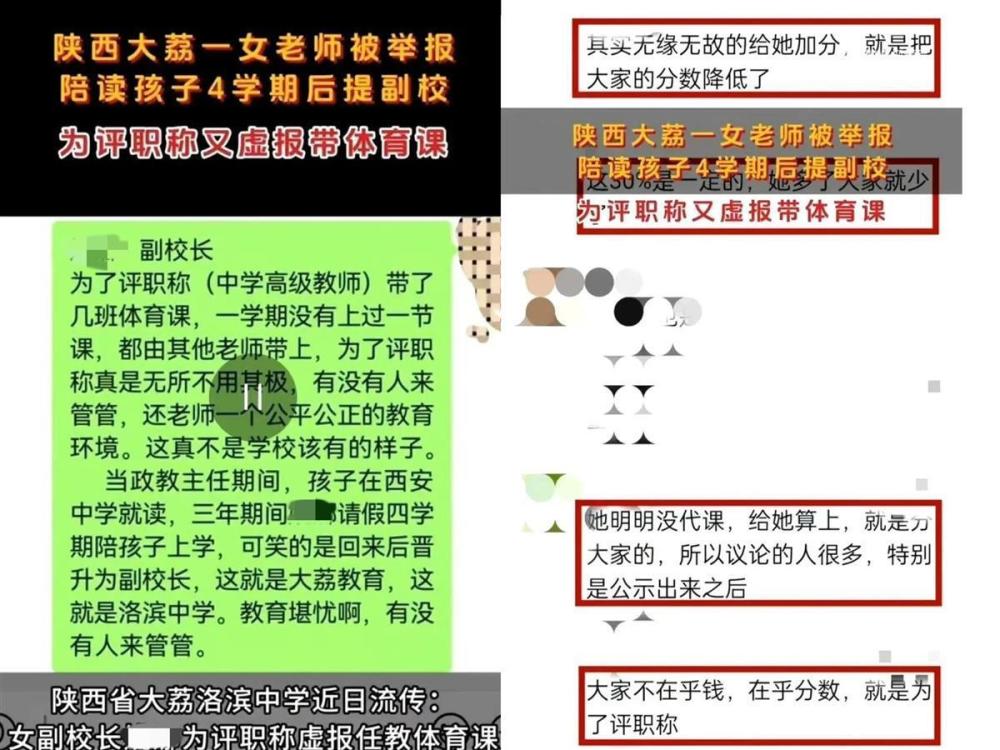 陕西大荔一女老师被举报
陪读孩子4学期后提副校
为评职称又虚报带体育课
副校长
为了评职称（中学高级教师）带了
几班体育课，一学期没有上过一节
课，都由其他老师带上，为了评职
称真是无所不用其极，有没有人来
管管，还老师一个公平公正的教育
环境。这真不是学校该有的样子。
当政教主任期间，孩子在西安
中学就读，三年期间请假四学
期陪孩子上学，可笑的是回来后晋
升为副校长，这就是大荔教育，这
就是洛滨中学。教育堪忧啊，有没
有人来管管。
陕西省大荔洛滨中学近日流传：
女副校长 为评职称虚报任教体育课
其实无缘无故的给她加分，就是把
大家的分数降低了
陕西大荔一女老师被举报
陪读孩子4学期后提副校
这30%是一定的，她多了大家就少
为评职称又虚报带体育课
她明明没代课，给她算上，就是分
大家的，所以议论的人很多，特别
是公示出来之后
大家不在乎钱，在乎分数，就是为
了评职称